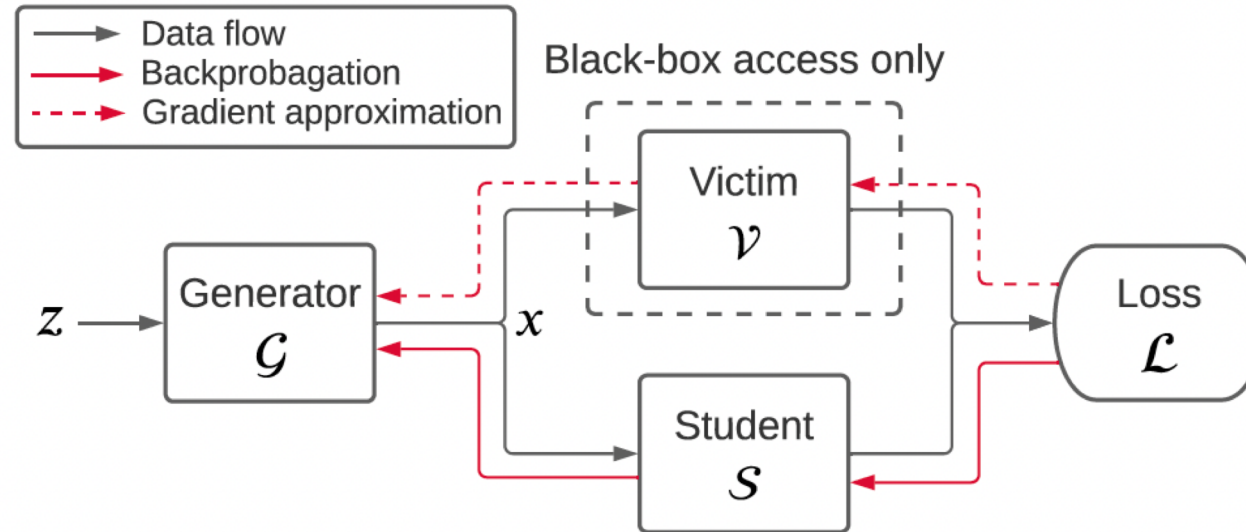 Data flow
Backprobagation
Gradient approximation
Black-box access only
Victim
𝒱
z
Generator
𝒢
x
Loss
ℒ
Student
𝒮